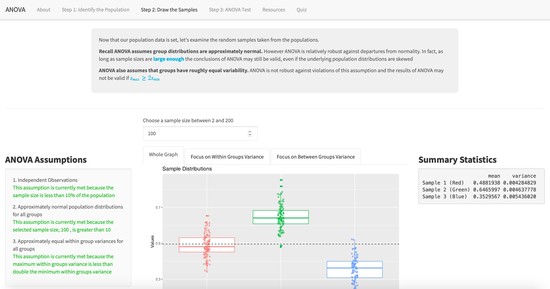 ANOVA About Step 1: Identify the Population Step 2: Draw the Samples Step 3: ANOVA Test Resources Quiz
Now that our population data is set, let's examine the random samples taken from the populations.
Recall ANOVA assumes group distributions are approximately normal. However ANOVA is relatively robust against departures from normality. In fact, as
long as sample sizes are large enough the conclusions of ANOVA may still be valid, even if the underlying population distributions are skewed
ANOVA also assumes that groups have roughly equal variability. ANOVA is not robust against violations of this assumption and the results of ANOVA may
not be valid if
Choose a sample size between 2 and 200
100
Whole Graph Focus on Within Groups Variance Focus on Between Groups Variance
ANOVA Assumptions
1. Independent Observations
This assumption is currently met because the
sample size is less than 10% of the population
2. Approximately normal population distributions
for all groups
This assumption is currently met because the
selected sample size, 100 , is greater than 10
3. Approximately equal within group variances for
all groups
This assumption is currently met because the
maximum within groups variance is less than
double the minimum within groups variance
Sample Distributions
Values
Summary Statistics
mean variance
Sample 1 (Red) 0.4881938 0.004284829
Sample 2 (Green) 0.6465997 0.004637778
Sample 3 (Blue) 0.3529567 0.005436020